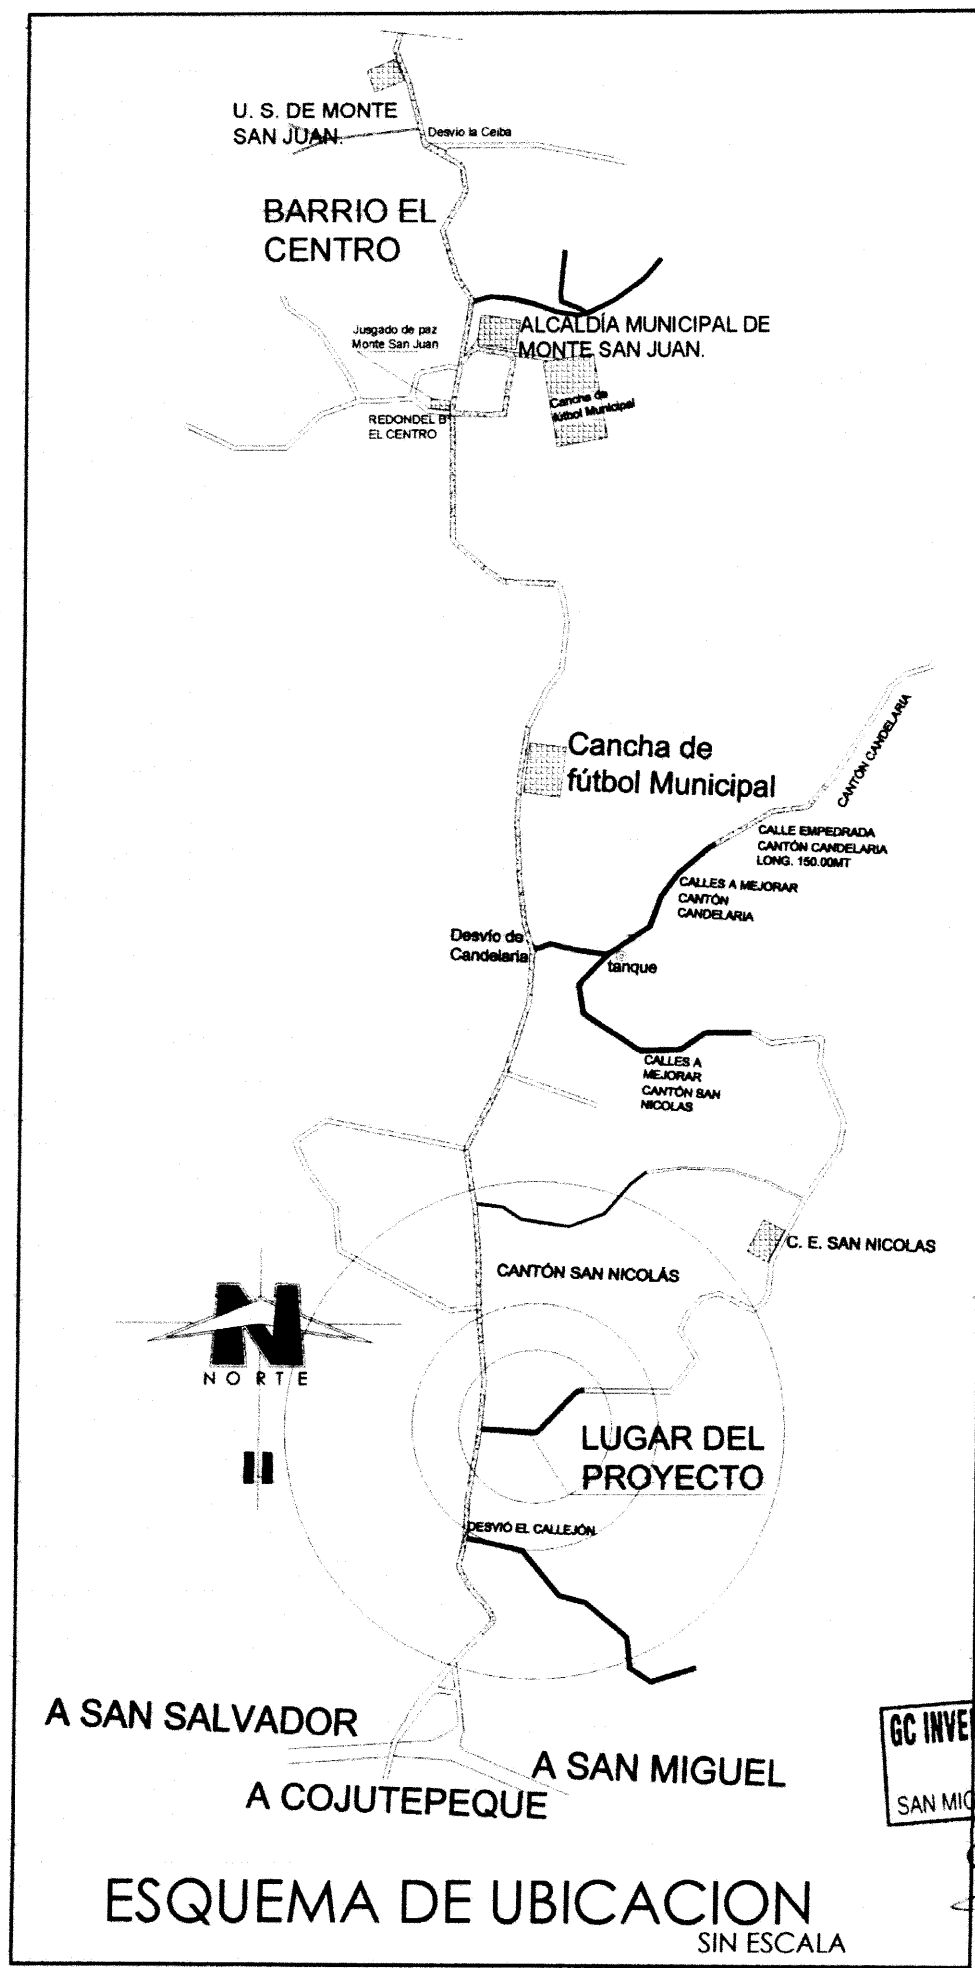 U. S. DE MONTE
SAN JUAN.
Desvio la Ceiba
BARRIO EL
CENTRO
Jusgado de paz
Monte San Juan
ALCALDÍA MUNICIPAL DE
MONTE SAN JUAN.
Cancha de
fútbol Municipal
REDONDEL Bº
EL CENTRO
Cancha de
fútbol Municipal
CANTÓN CANDELARIA
CALLE EMPEDRADA
CANTÓN CANDELARIA
LONG. 150.00MT
CALLES A MEJORAR
CANTÓN
CANDELARIA
Desvío de
Candelaria
tanque
CALLES A
MEJORAR
CANTÓN SAN
NICOLAS
C. E. SAN NICOLAS
CANTÓN SAN NICOLÁS
N
NORTE
LUGAR DEL
PROYECTO
DESVIÓ EL CALLEJÓN
A SAN SALVADOR
A SAN MIGUEL
A COJUTEPEQUE
GC INVE
SAN MIG
ESQUEMA DE UBICACION
SIN ESCALA